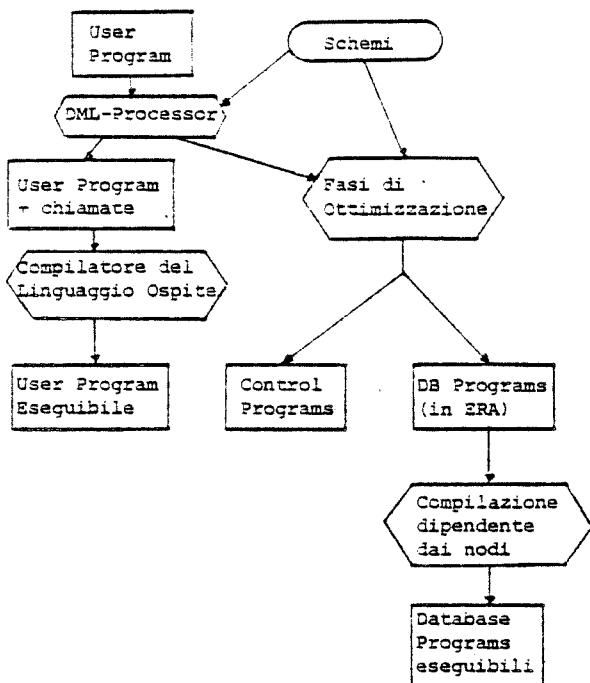 User
Program
Schemi
DML-Processor
User Program
+ chiamate
Fasi di
Ottimizzazione
Compilatore del
Linguaggio Ospite
User Program
Eseguibile
Control
Programs
DB Programs
(in ERA)
Compilazione
dipendente
dai nodi
Database
Programs
eseguibili